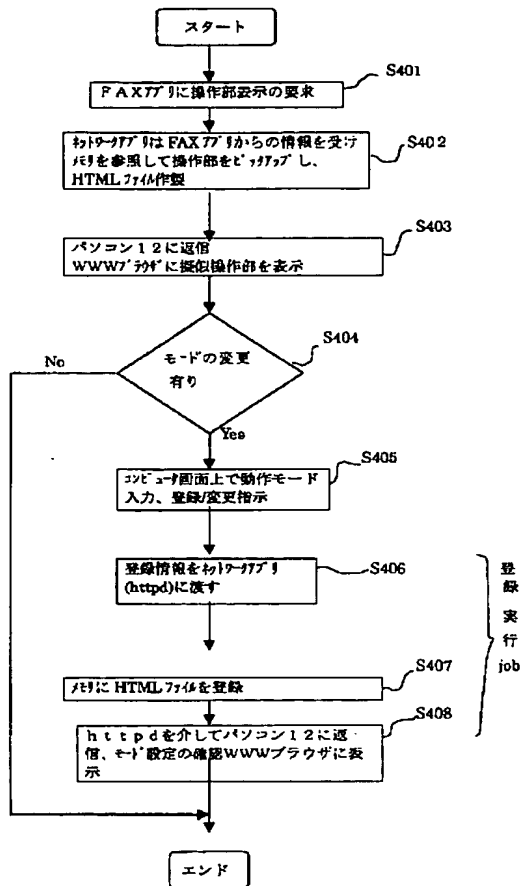 スタート
S401
FAXアプリに操作部表示の要求
S402
ネットワークアプリはFAXアプリからの情報を受け
メモリを参照して操作部をピックアップし、
HTMLファイル作製
S403
パソコン12に返信
WWWブラウザに擬似操作部を表示
S404
モードの変更
有り
No
Yes
S405
コンピュータ画面上で動作モード
入力、登録/変更指示
S406
登録情報をネットワークアプリ
(httpd)に渡す
登録実行job
S407
メモリにHTMLファイルを登録
S408
httpdを介してパソコン12に返
信、モード設定の確認WWWブラウザに表
示
エンド